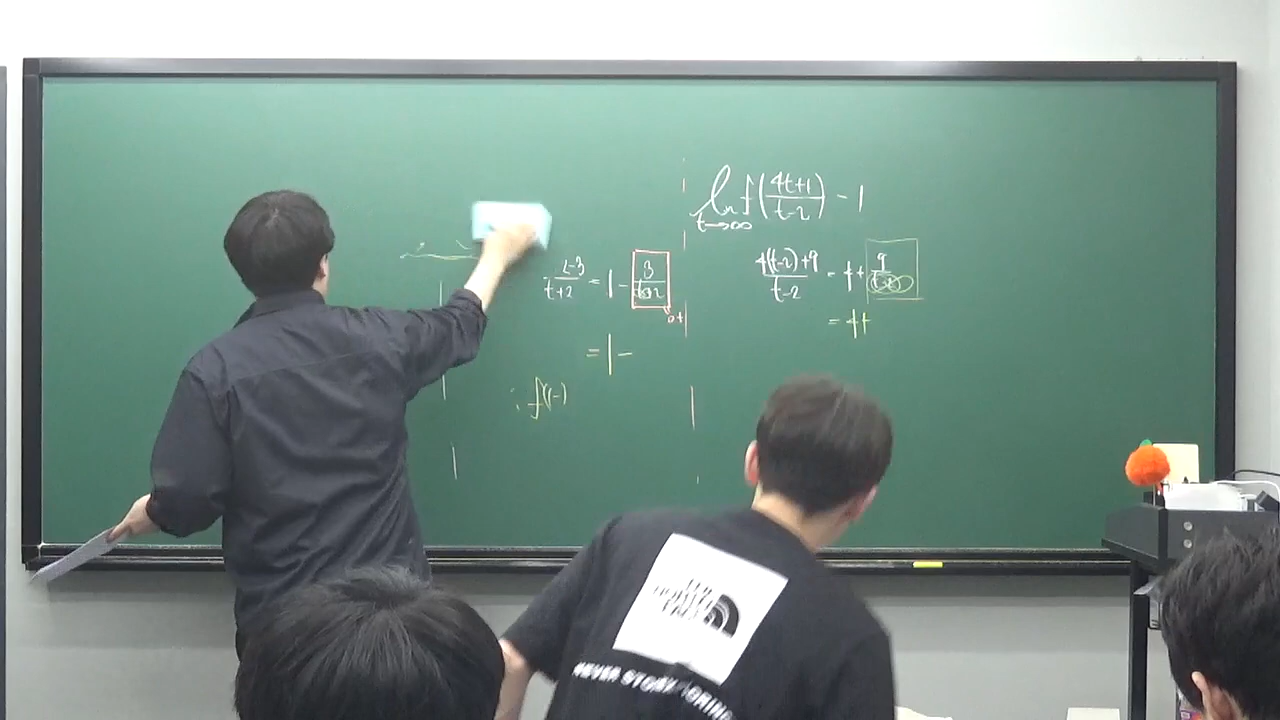 = 1 - 3/(t+2)
0+
= 1-
∴ f(1-)
lim t→∞ f((4t+1)/(t-2)) - 1
(4(t-2)+9)/(t-2) = 4+ 9/(t-2)
= 4+
NEVER STOP